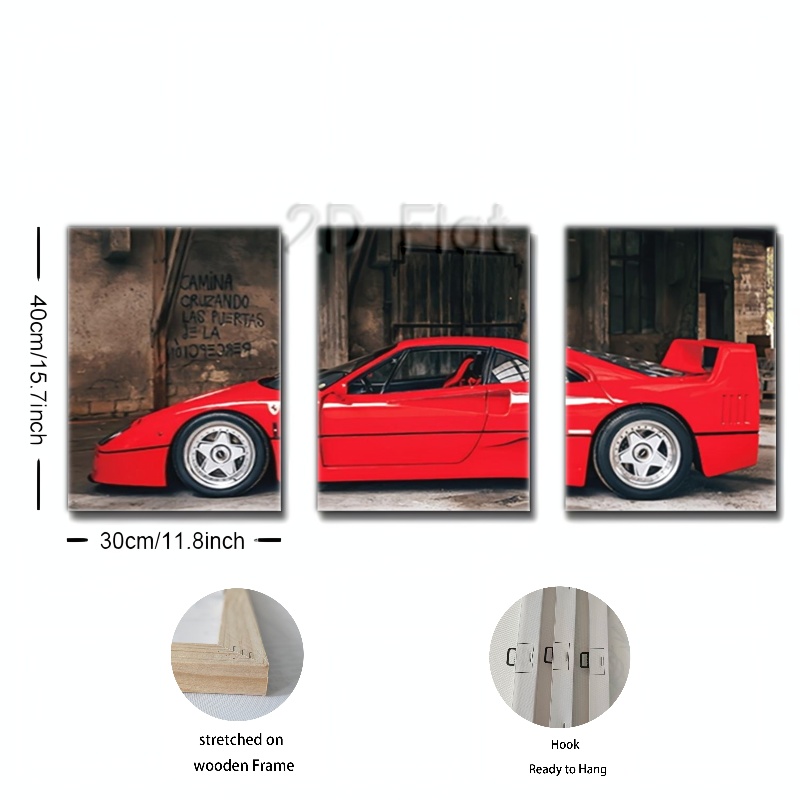 2D Flat
CAMINA
CRUZANDO
LAS PUERTAS
DE LA
40cm/15.7inch
30cm/11.8inch
stretched on
wooden Frame
Hook
Ready to Hang